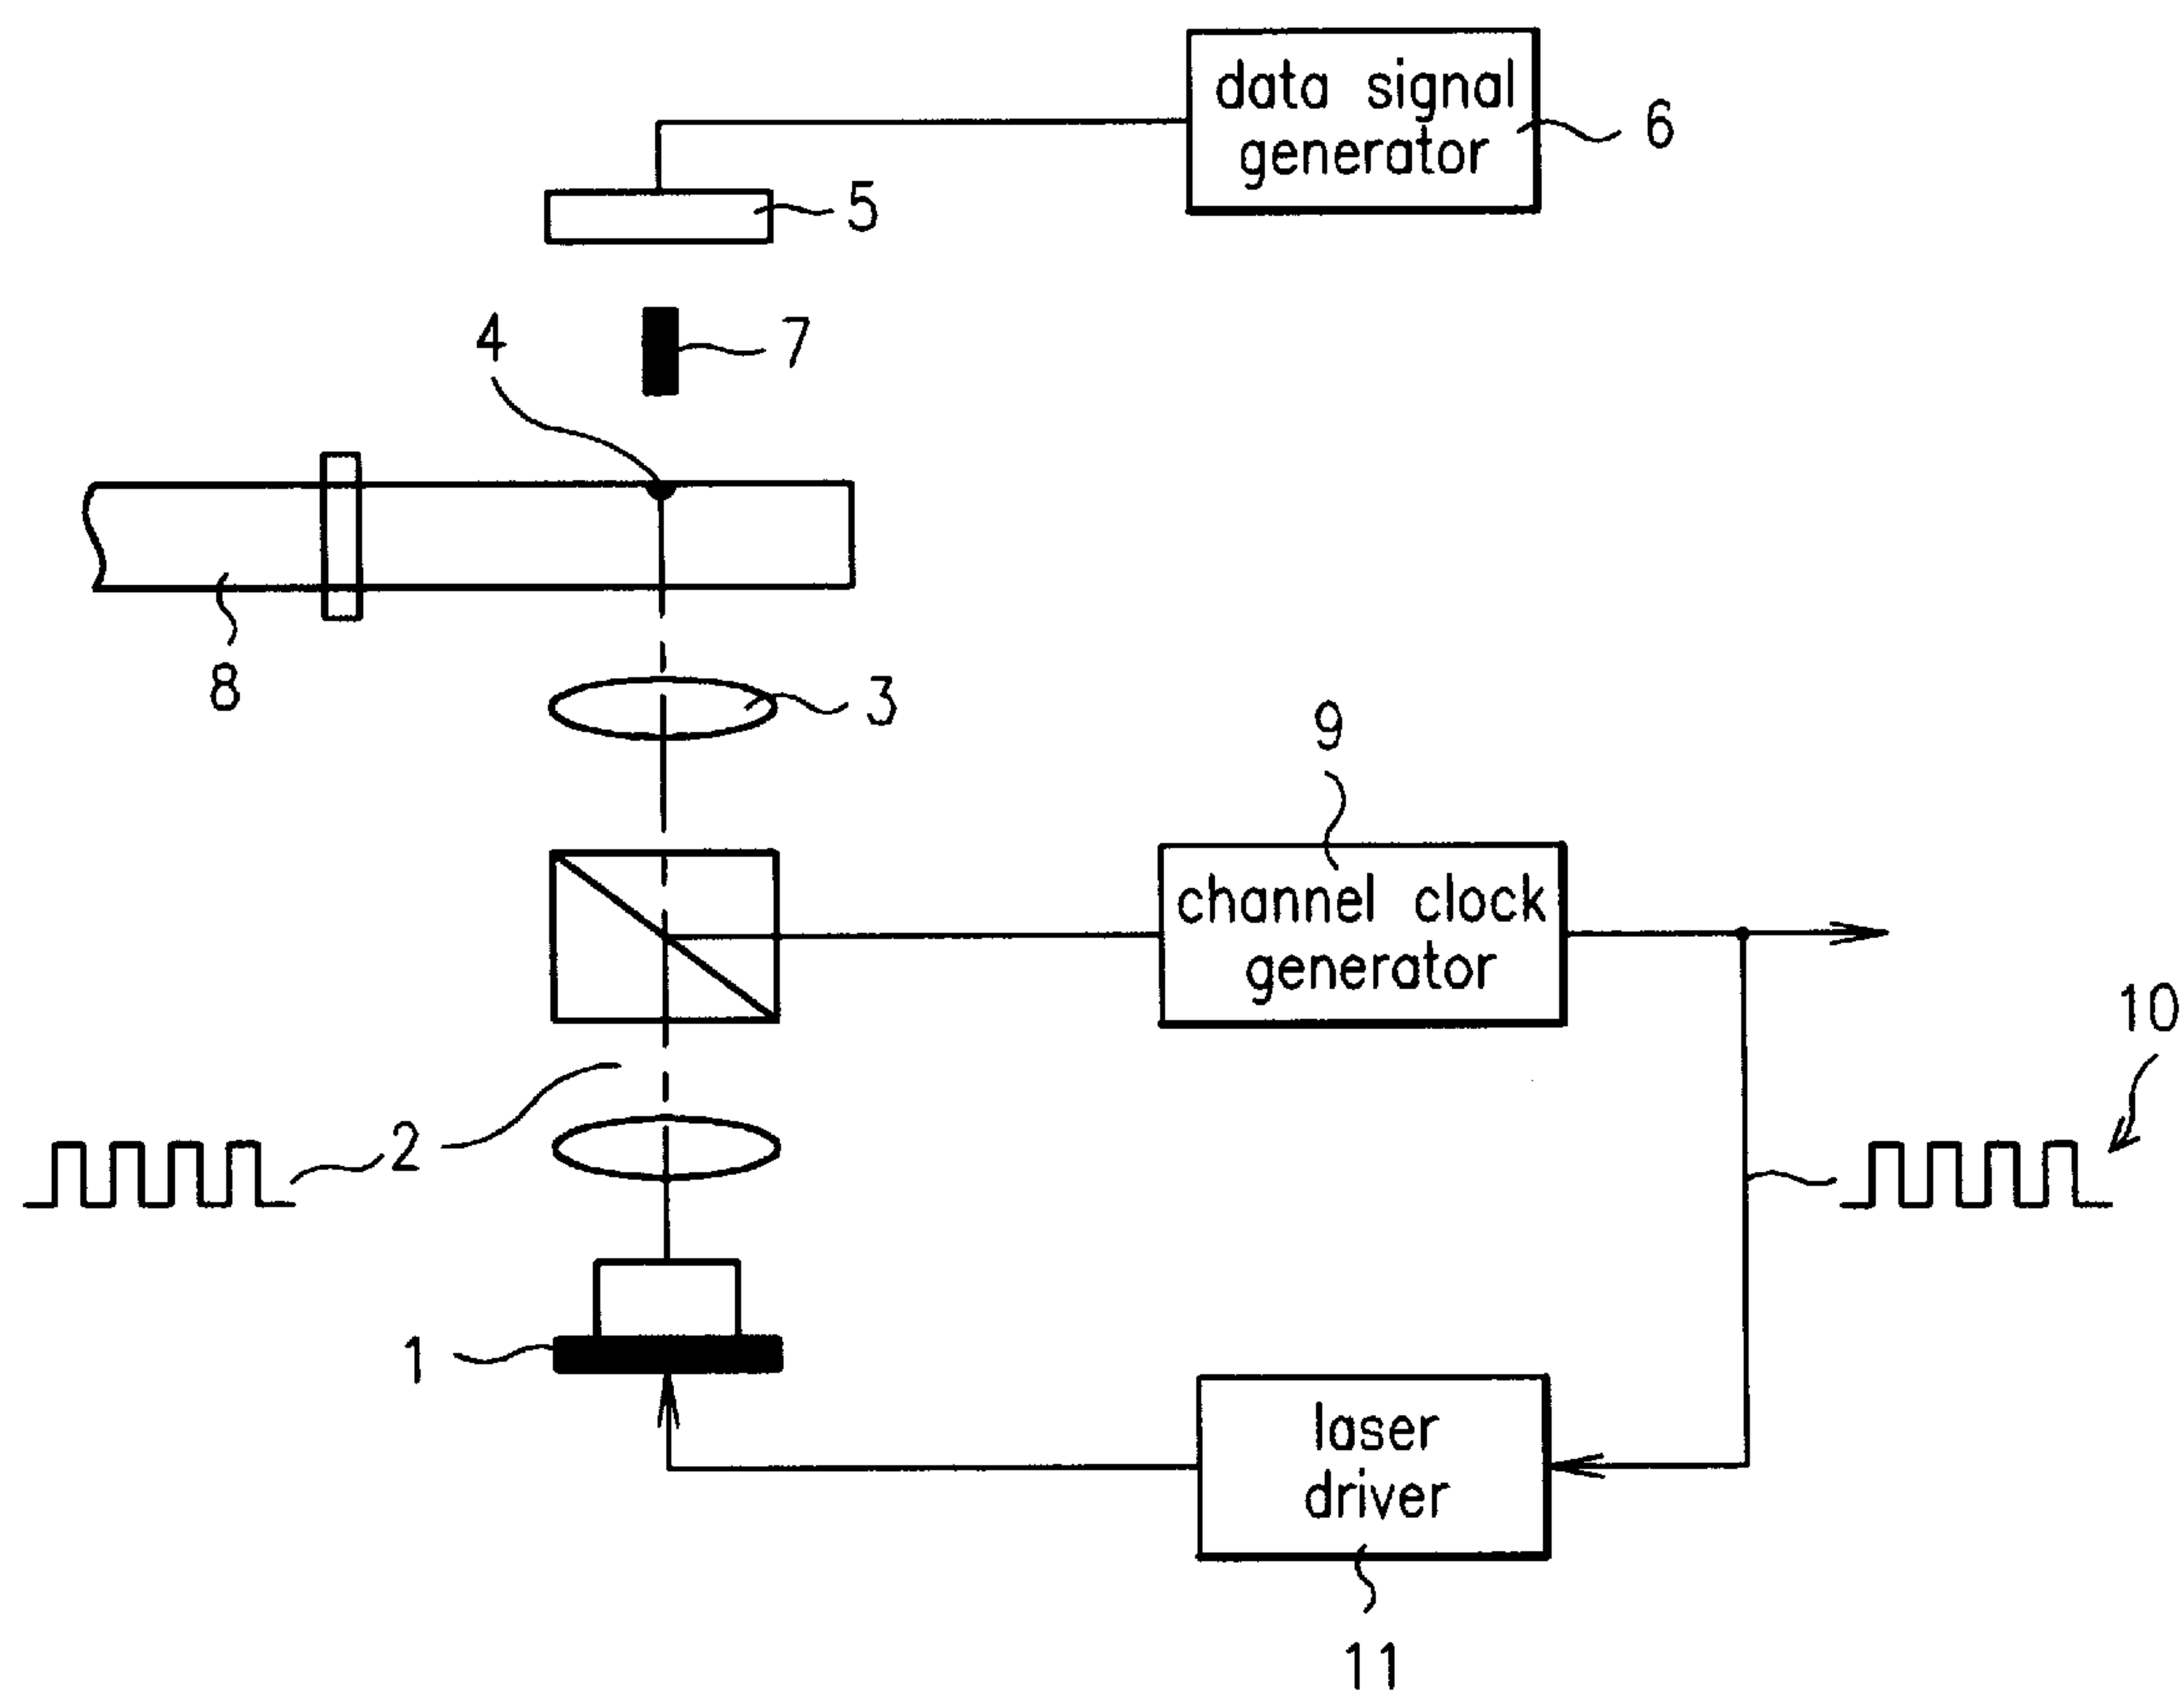 data signal
generator
6
5
4
7
8
3
9
channel clock
generator
10
2
1
laser
driver
11